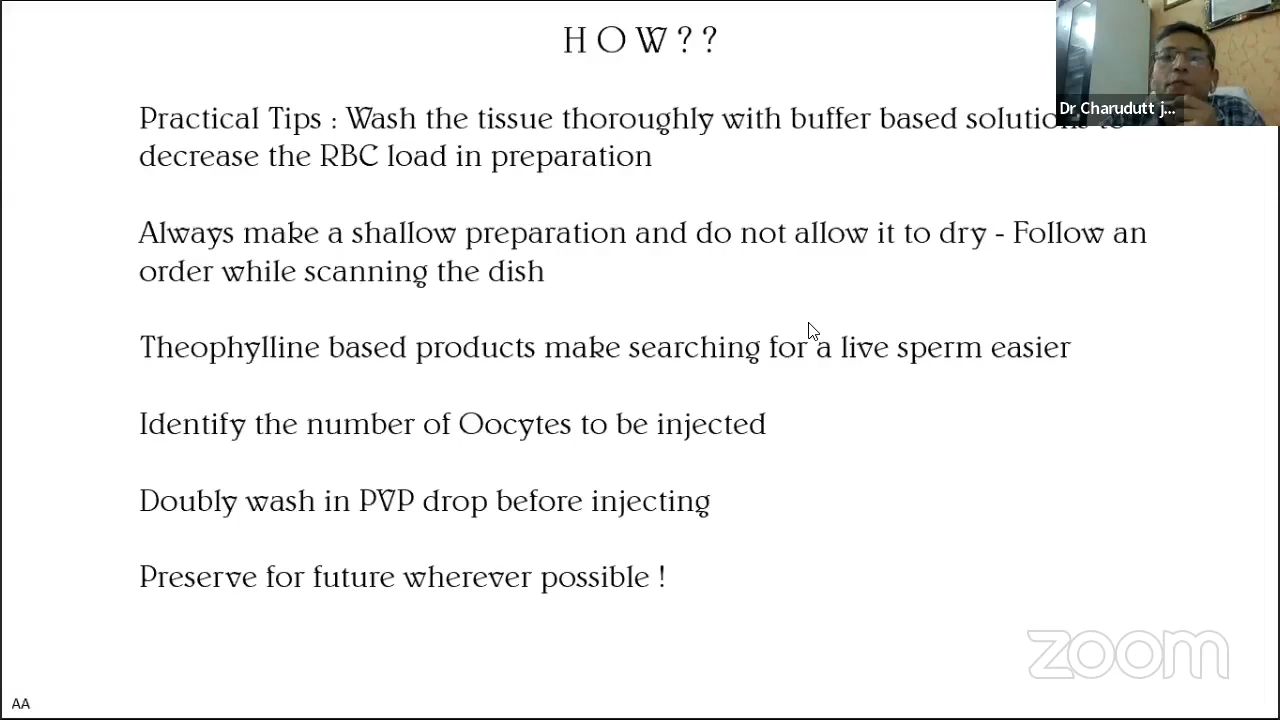 HOW??
Practical Tips : Wash the tissue thoroughly with buffer based solutions to
decrease the RBC load in preparation
Always make a shallow preparation and do not allow it to dry - Follow an
order while scanning the dish
Theophylline based products make searching for a live sperm easier
Identify the number of Oocytes to be injected
Doubly wash in PVP drop before injecting
Preserve for future wherever possible !
Dr Charudutt j...
zoom
AA